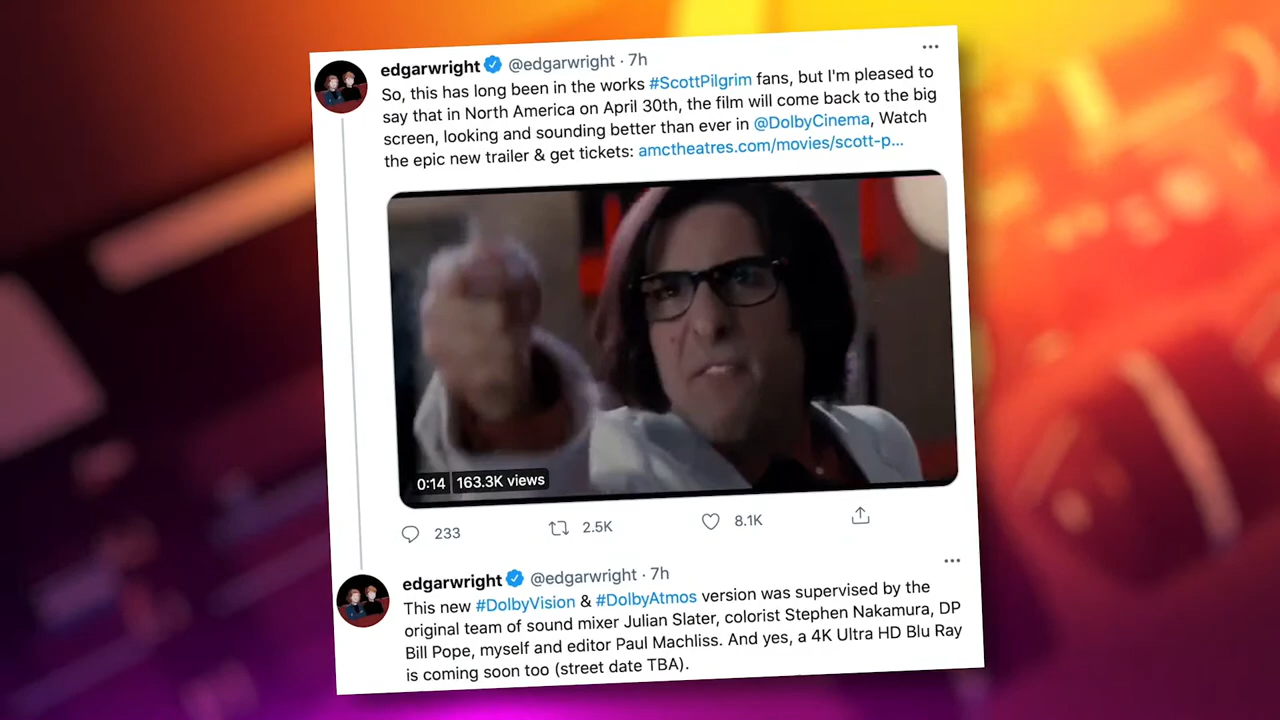 edgarwright @edgarwright · 7h
So, this has long been in the works #ScottPilgrim fans, but I'm pleased to
say that in North America on April 30th, the film will come back to the big
screen, looking and sounding better than ever in @DolbyCinema, Watch
the epic new trailer & get tickets: amctheatres.com/movies/scott-p...
0:14 163.3K views
233 2.5K 8.1K
edgarwright @edgarwright · 7h
This new #DolbyVision & #DolbyAtmos version was supervised by the
original team of sound mixer Julian Slater, colorist Stephen Nakamura, DP
Bill Pope, myself and editor Paul Machliss. And yes, a 4K Ultra HD Blu Ray
is coming soon too (street date TBA).